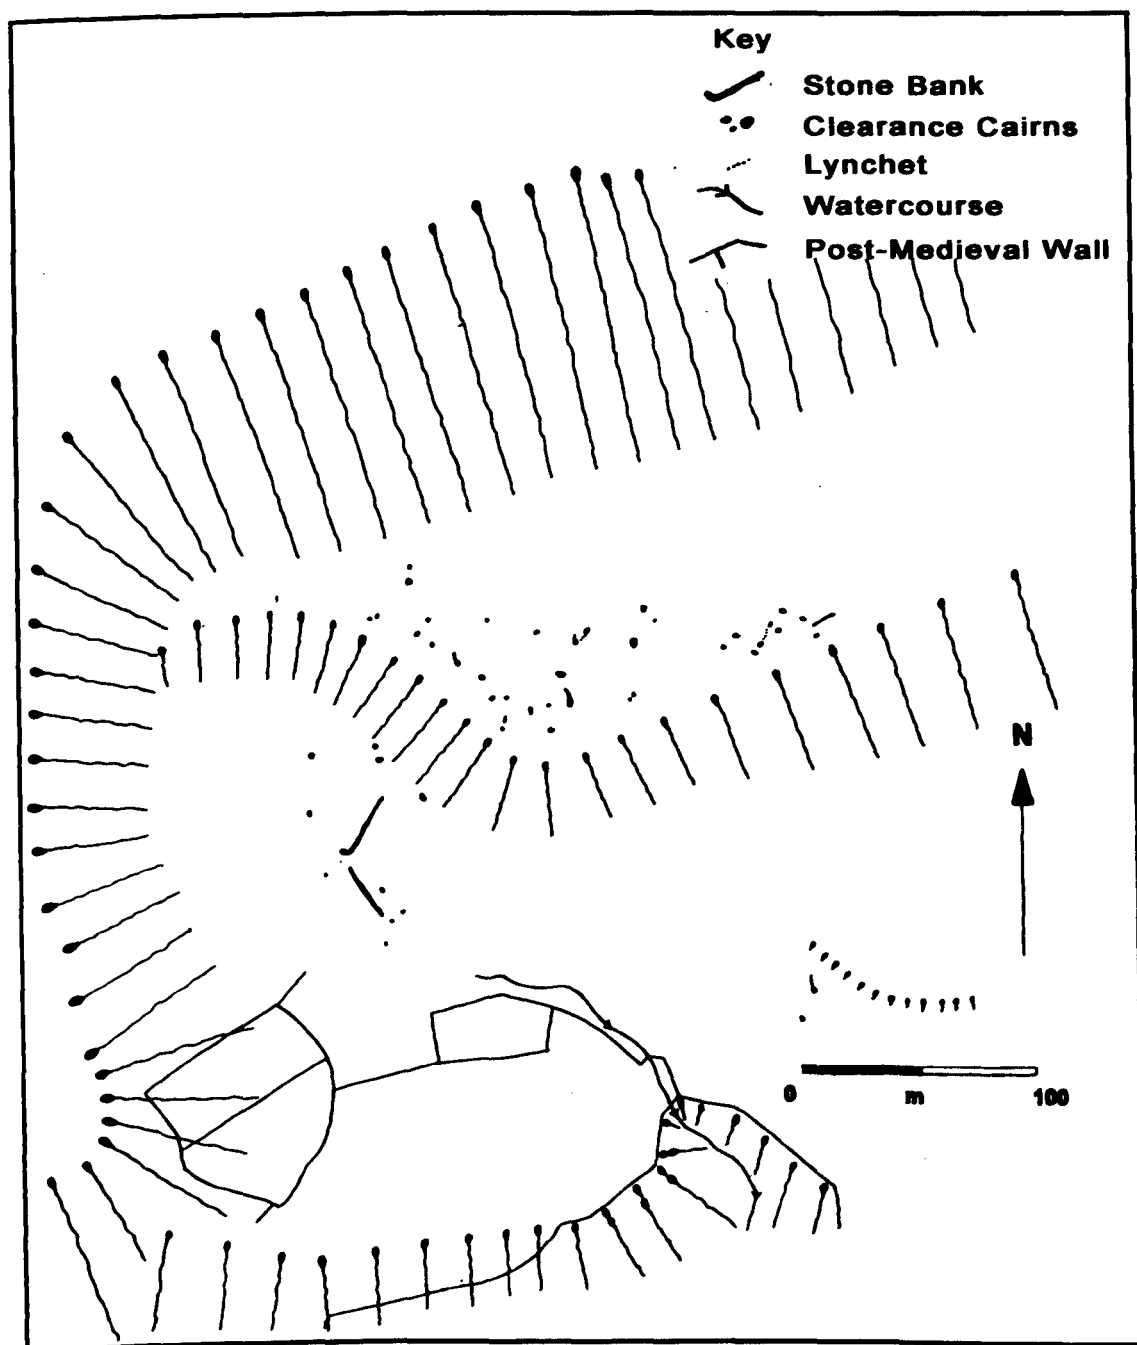 Key
Stone Bank
Clearance Cairns
Lynchet
Watercourse
Post-Medieval Wall
N
0 m 100